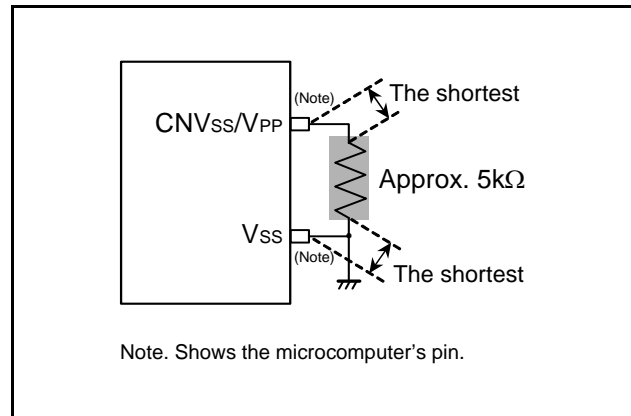 (Note)
The shortest
CNVSS/VPP
Approx. 5kΩ
VSS
(Note)
The shortest
Note. Shows the microcomputer's pin.